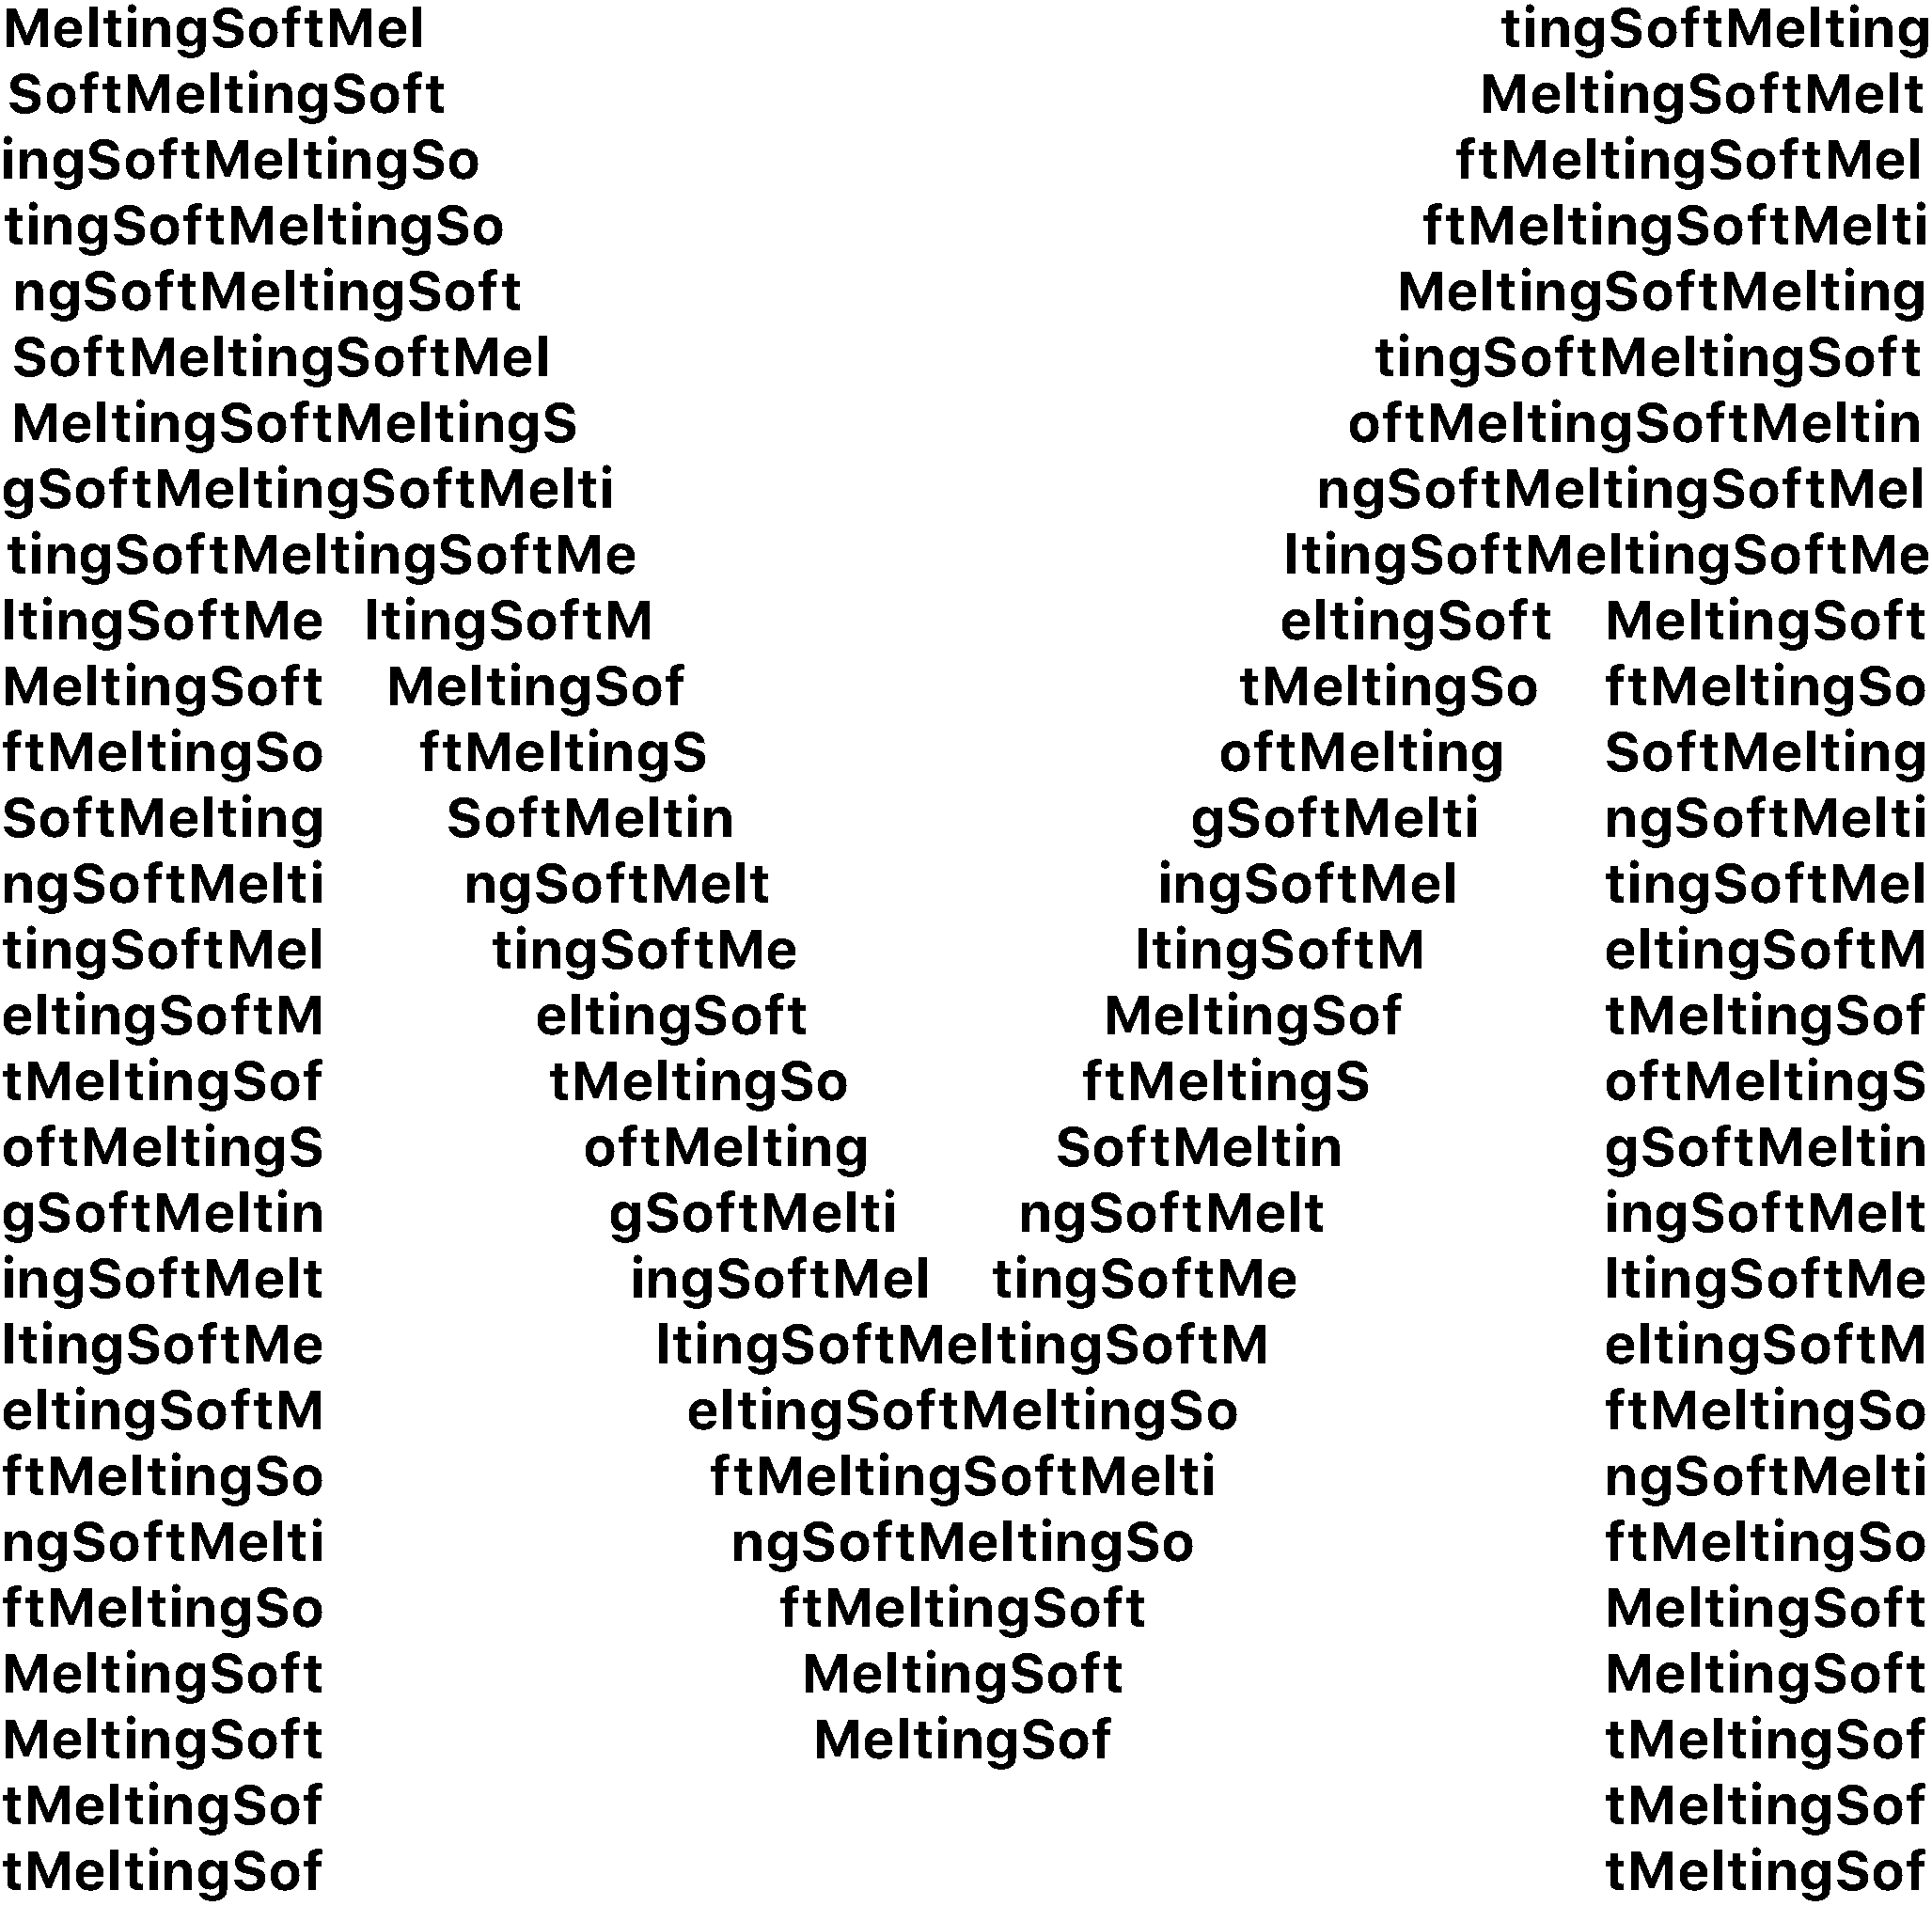 MeltingSoftMel tingSoftMelting
SoftMeltingSoft MeltingSoftMelt
ingSoftMeltingSo ftMeltingSoftMel
tingSoftMeltingSo ftMeltingSoftMelti
ngSoftMeltingSoft MeltingSoftMelting
SoftMeltingSoftMel tingSoftMeltingSoft
MeltingSoftMeltingS oftMeltingSoftMeltin
gSoftMeltingSoftMelti ngSoftMeltingSoftMel
tingSoftMeltingSoftMe ltingSoftMeltingSoftMe
ltingSoftMe ltingSoftM eltingSoft MeltingSoft
MeltingSoft MeltingSof tMeltingSo ftMeltingSo
ftMeltingSo ftMeltingS oftMelting SoftMelting
SoftMelting SoftMeltin gSoftMelti ngSoftMelti
ngSoftMelti ngSoftMelt ingSoftMel tingSoftMel
tingSoftMel tingSoftMe ltingSoftM eltingSoftM
eltingSoftM eltingSoft MeltingSof tMeltingSof
tMeltingSof tMeltingSo ftMeltingS oftMeltingS
oftMeltingS oftMelting SoftMeltin gSoftMeltin
gSoftMeltin gSoftMelti ngSoftMelt ingSoftMelt
ingSoftMelt ingSoftMel tingSoftMe ltingSoftMe
ltingSoftMe ltingSoftMeltingSoftM eltingSoftM
eltingSoftM eltingSoftMeltingSo ftMeltingSo
ftMeltingSo ftMeltingSoftMelti ngSoftMelti
ngSoftMelti ngSoftMeltingSo ftMeltingSo
ftMeltingSo ftMeltingSoft MeltingSoft
MeltingSoft MeltingSoft MeltingSoft
MeltingSoft MeltingSof tMeltingSof
tMeltingSof tMeltingSof
tMeltingSof tMeltingSof